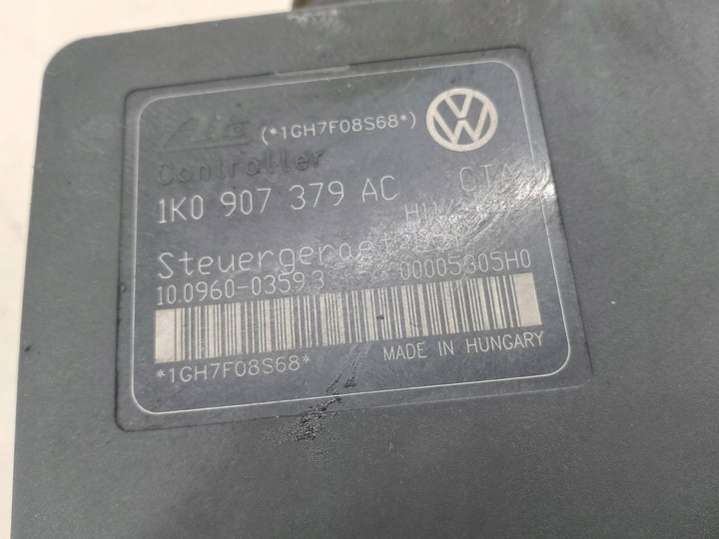 (*1GH7F08S68*)
Controller
1K0 907 379 AC
Steuergeraet
10.0960-0359.3 00005305H0
*1GH7F08S68*
MADE IN HUNGARY